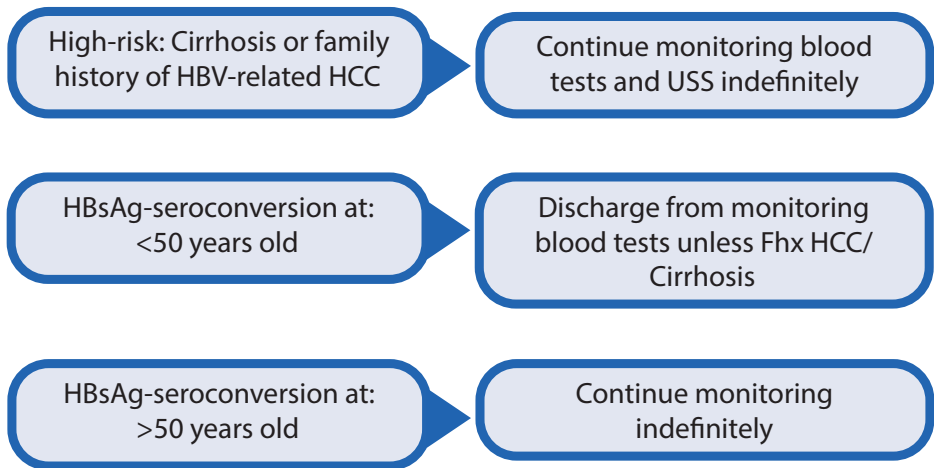 High-risk: Cirrhosis or family
history of HBV-related HCC
Continue monitoring blood
tests and USS indefinitely
HBsAg-seroconversion at:
<50 years old
Discharge from monitoring
blood tests unless Fhx HCC/
Cirrhosis
HBsAg-seroconversion at:
>50 years old
Continue monitoring
indefinitely